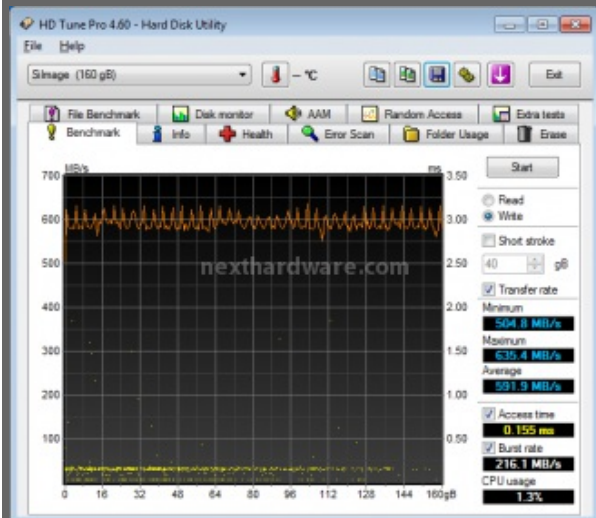 HD Tune Pro 4.60 - Hard Disk Utility
File Help
SiImage (160 gB)
– °C
Exit
File Benchmark Disk monitor AAM Random Access Extra tests
Benchmark Info Health Error Scan Folder Usage Erase
MB/s
ms
700
600
500
400
300
200
100
3.50
3.00
2.50
2.00
1.50
1.00
0.50
0 16 32 48 64 80 96 112 128 144 160gB
nexthardware.com
Start
Read
Write
Short stroke
40 gB
Transfer rate
Minimum
504.8 MB/s
Maximum
635.4 MB/s
Average
591.9 MB/s
Access time
0.155 ms
Burst rate
216.1 MB/s
CPU usage
1.3%